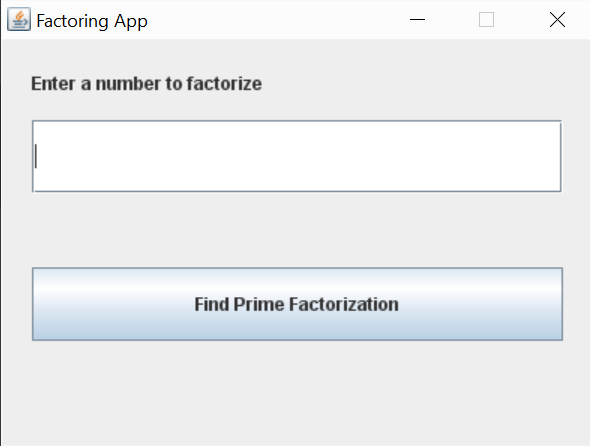 Factoring App
Enter a number to factorize
Find Prime Factorization